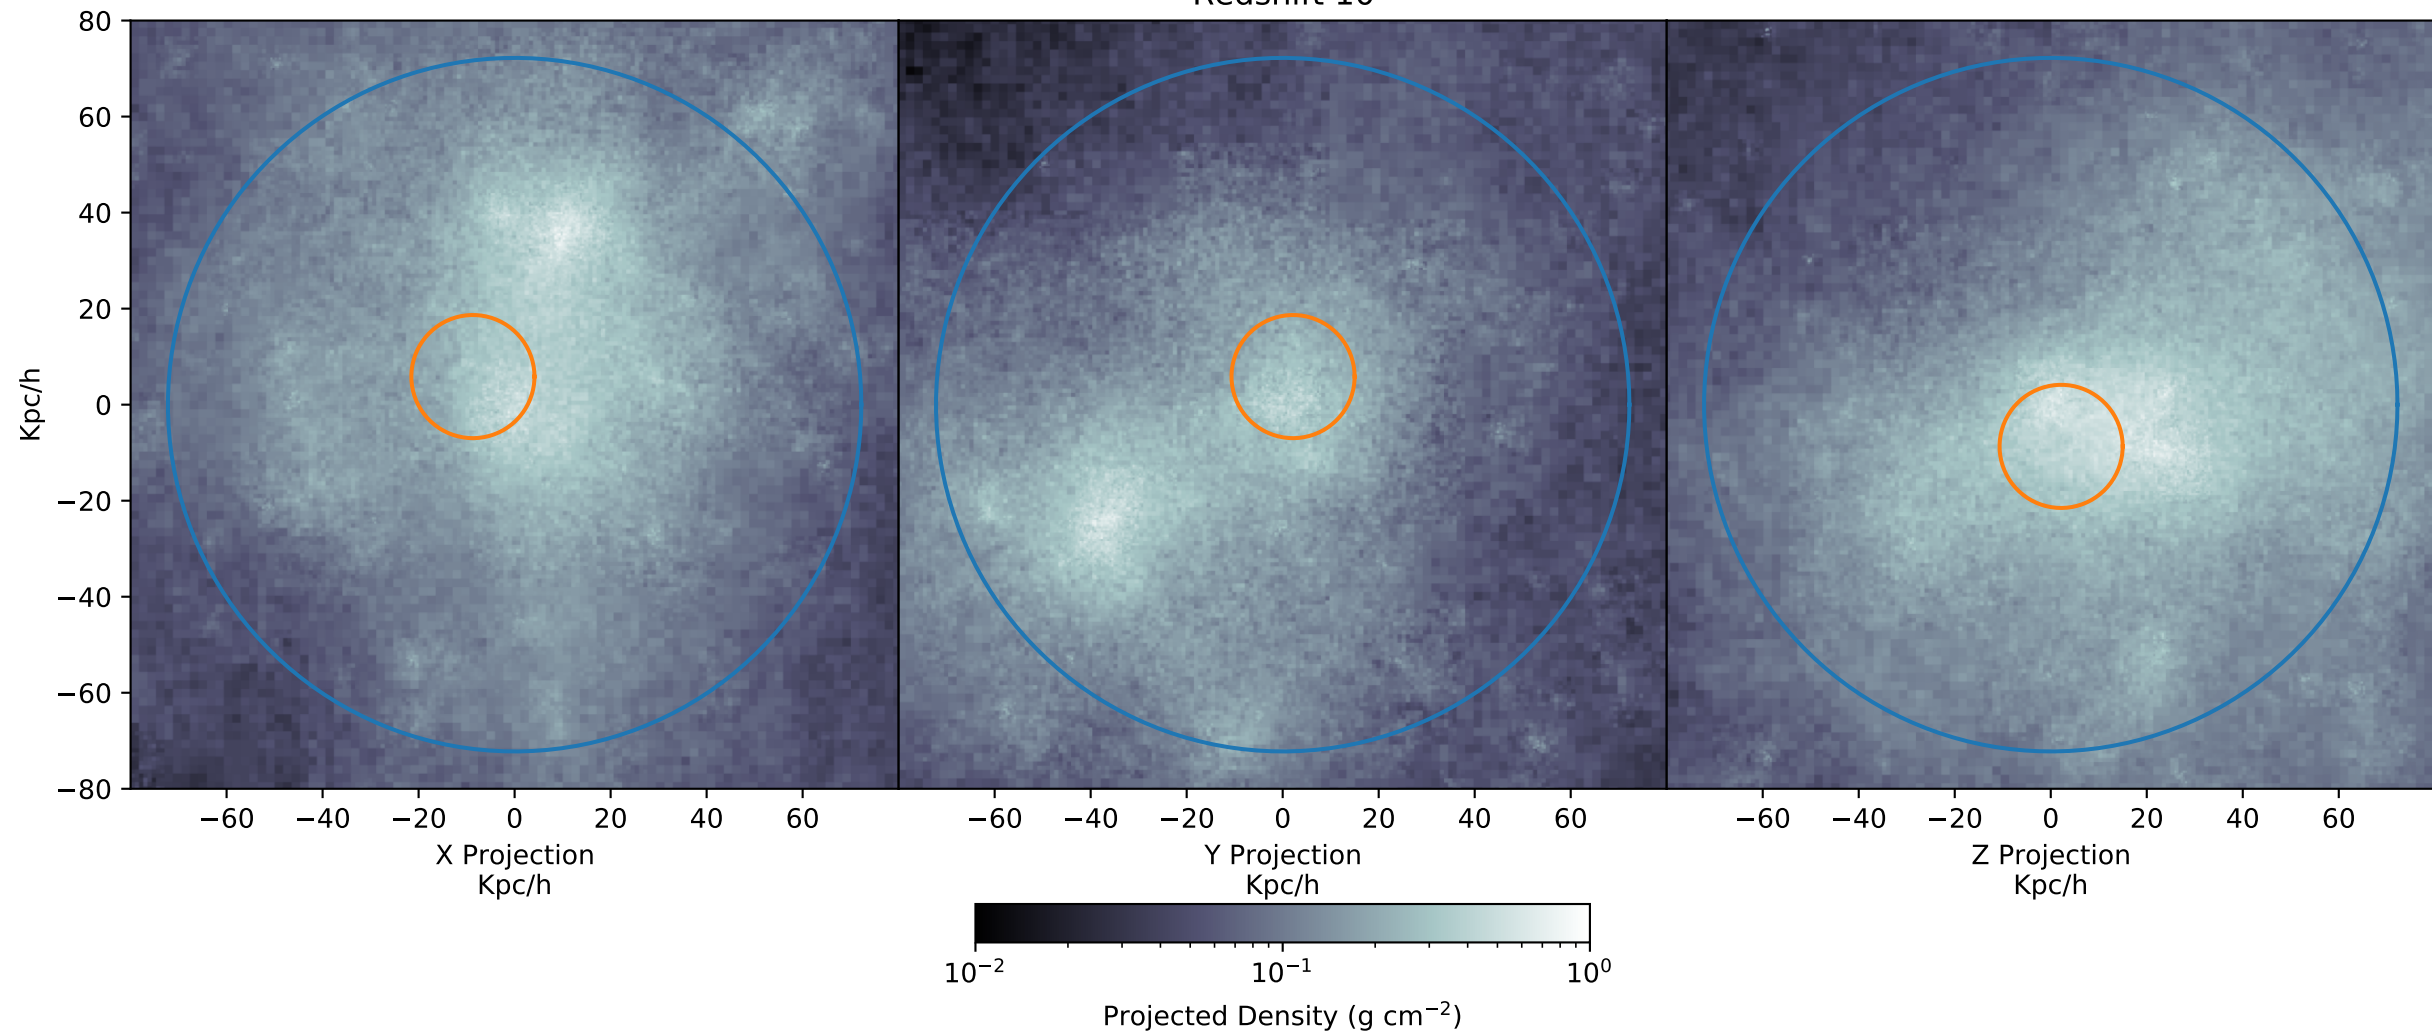 80
60
40
20
0
−20
−40
−60
−80
Kpc/h
−60 −40 −20 0 20 40 60
−60 −40 −20 0 20 40 60
−60 −40 −20 0 20 40 60
X Projection
Kpc/h
Y Projection
Kpc/h
Z Projection
Kpc/h
10⁻² 10⁻¹ 10⁰
Projected Density (g cm⁻²)